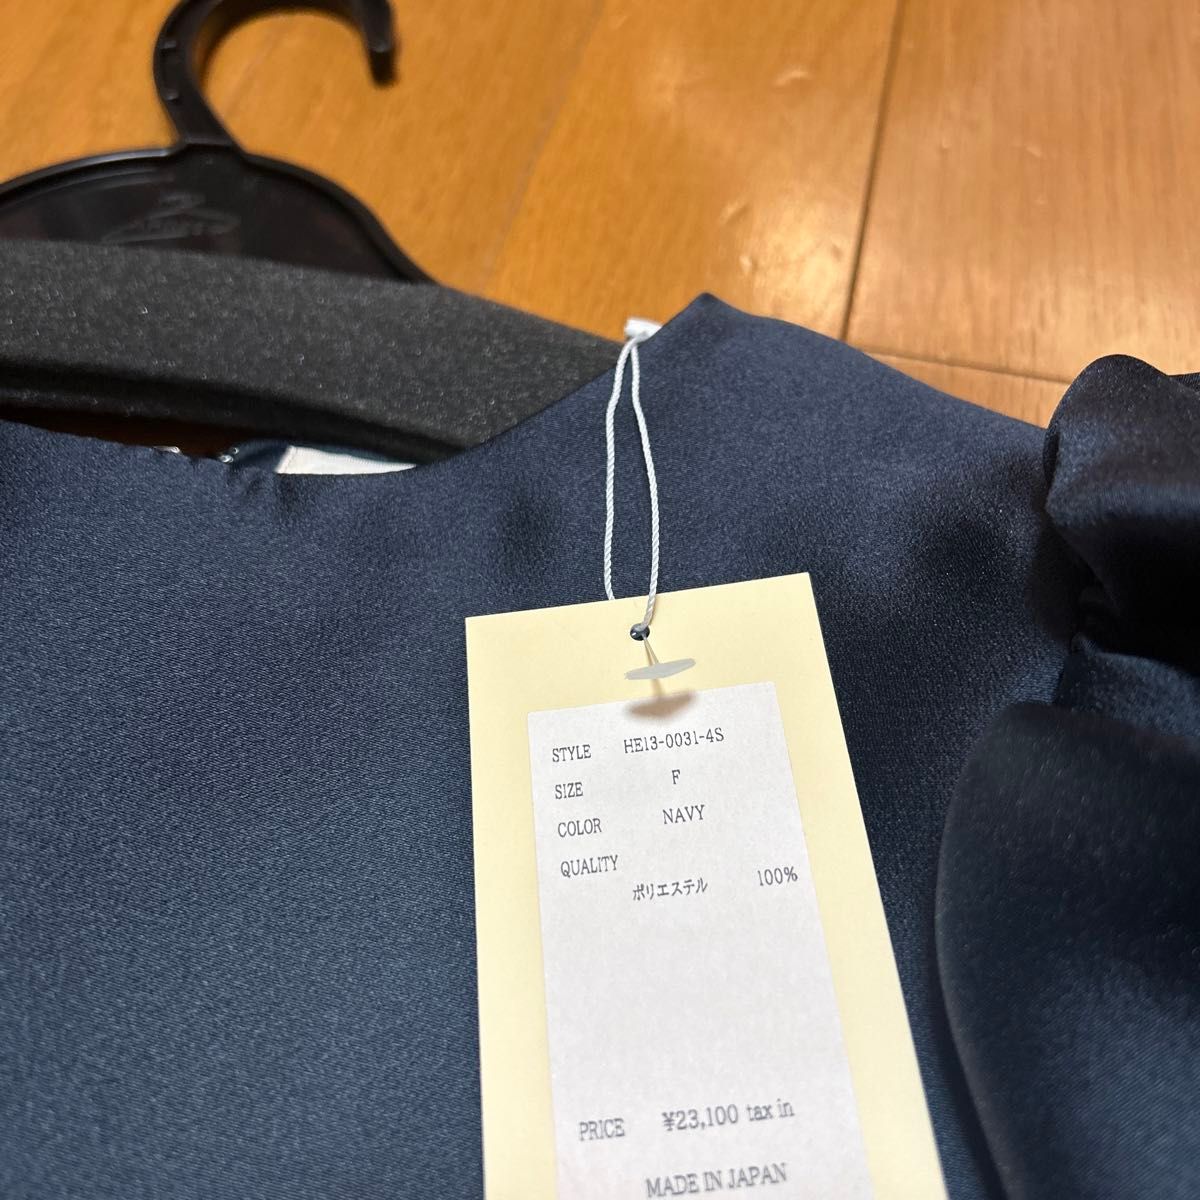 STYLE HE13-0031-4S
SIZE F
COLOR NAVY
QUALITY
ポリエステル 100%
PRICE ¥23,100 tax in
MADE IN JAPAN